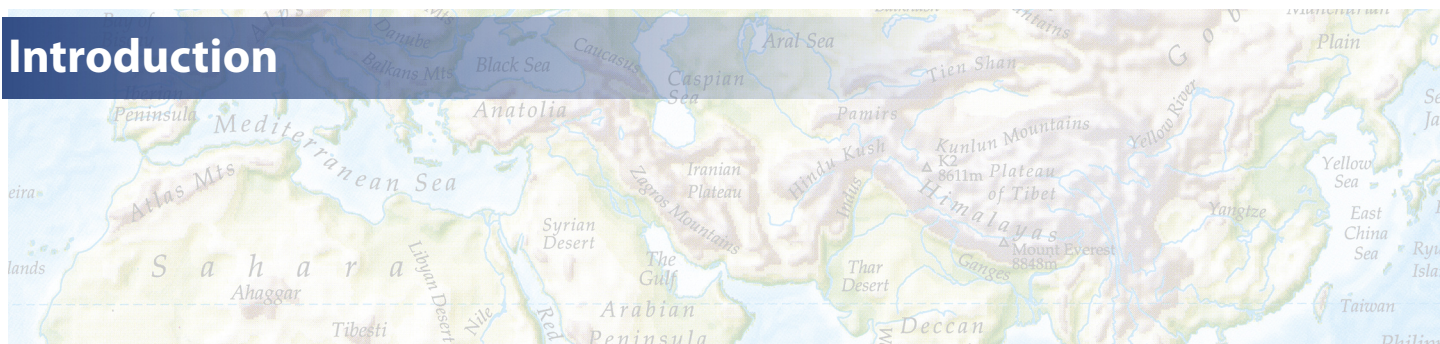 Introduction
Danube
Balkans Mts
Black Sea
Caucasus
Caspian
Sea
Aral Sea
Tien Shan
Plain
Iberian
Peninsula
Mediterranean Sea
Anatolia
Pamirs
Kunlun Mountains
Yellow River
Atlas Mts
Zagros Mountains
Iranian
Plateau
Hindu Kush
Indus
K2
8611m
Plateau
of Tibet
Himalayas
Yellow
Sea
Syrian
Desert
Mount Everest
8848m
Yangtze
East
China
Sea
Sahara
Ahaggar
Tibesti
Libyan Desert
Nile
Red
The
Gulf
Arabian
Peninsula
Thar
Desert
Ganges
Deccan
Taiwan